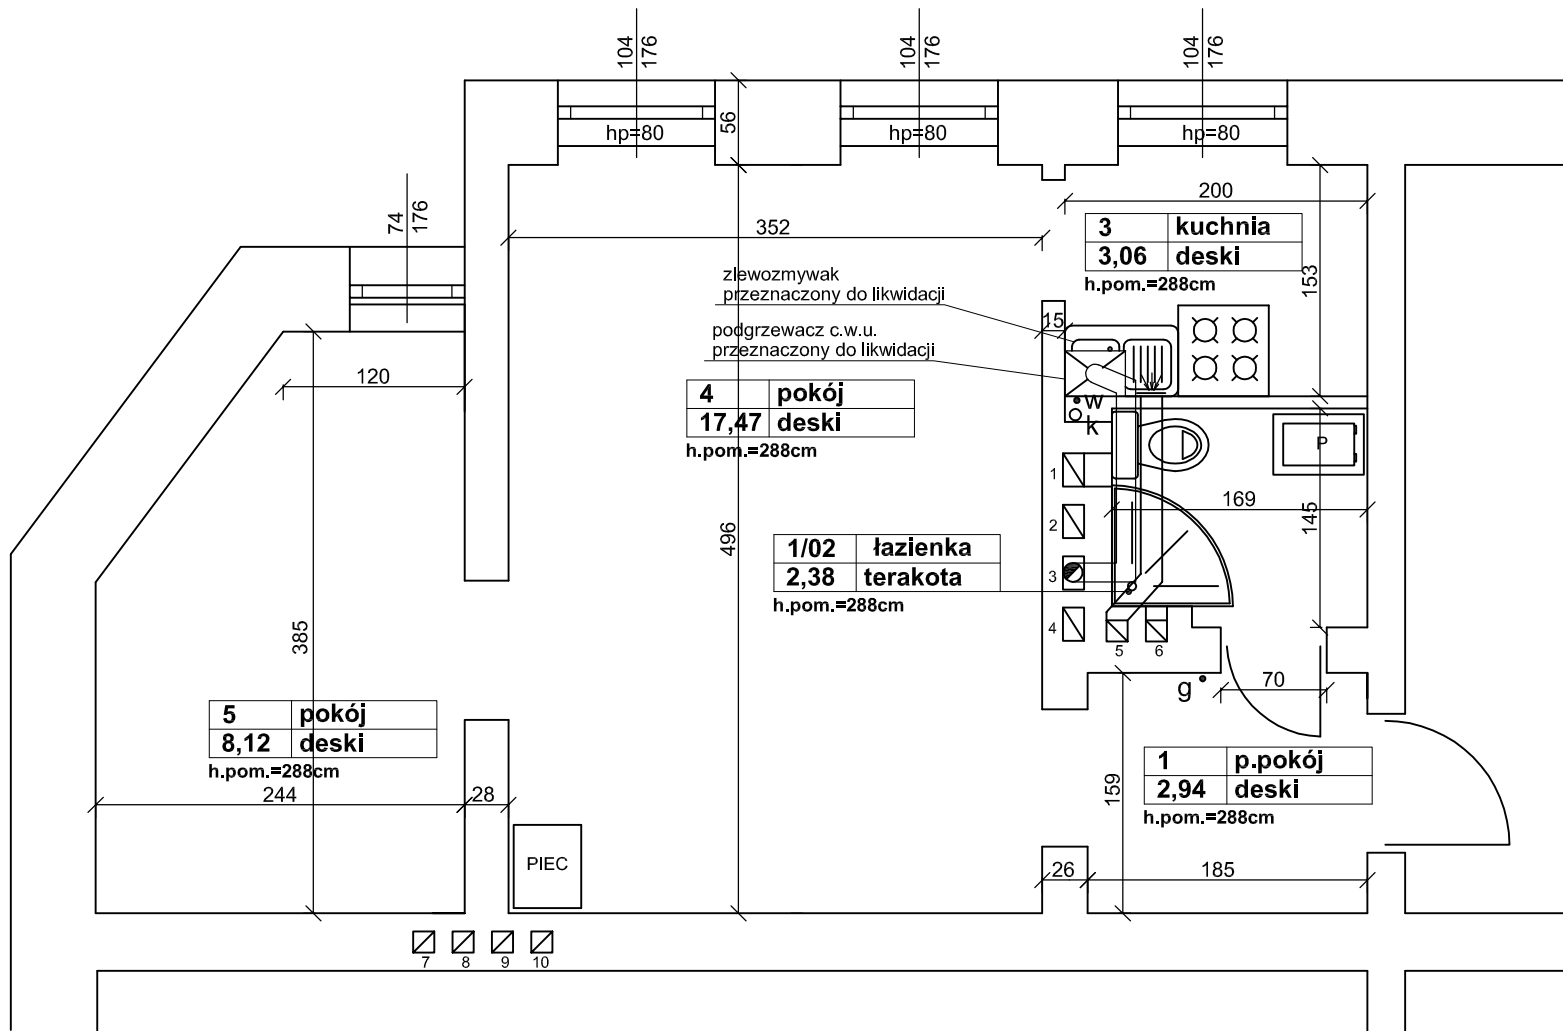 104
176
104
176
104
176
hp=80
hp=80
hp=80
56
74
176
200
352
3 kuchnia
3,06 deski
h.pom.=288cm
153
zlewozmywak
przeznaczony do likwidacji
podgrzewacz c.w.u.
przeznaczony do likwidacji
15
120
4 pokój
17,47 deski
h.pom.=288cm
w
k
P
1
2
3
4
5
6
169
145
496
1/02 łazienka
2,38 terakota
h.pom.=288cm
385
g
70
5 pokój
8,12 deski
h.pom.=288cm
244
28
159
1 p.pokój
2,94 deski
h.pom.=288cm
PIEC
26
185
7
8
9
10